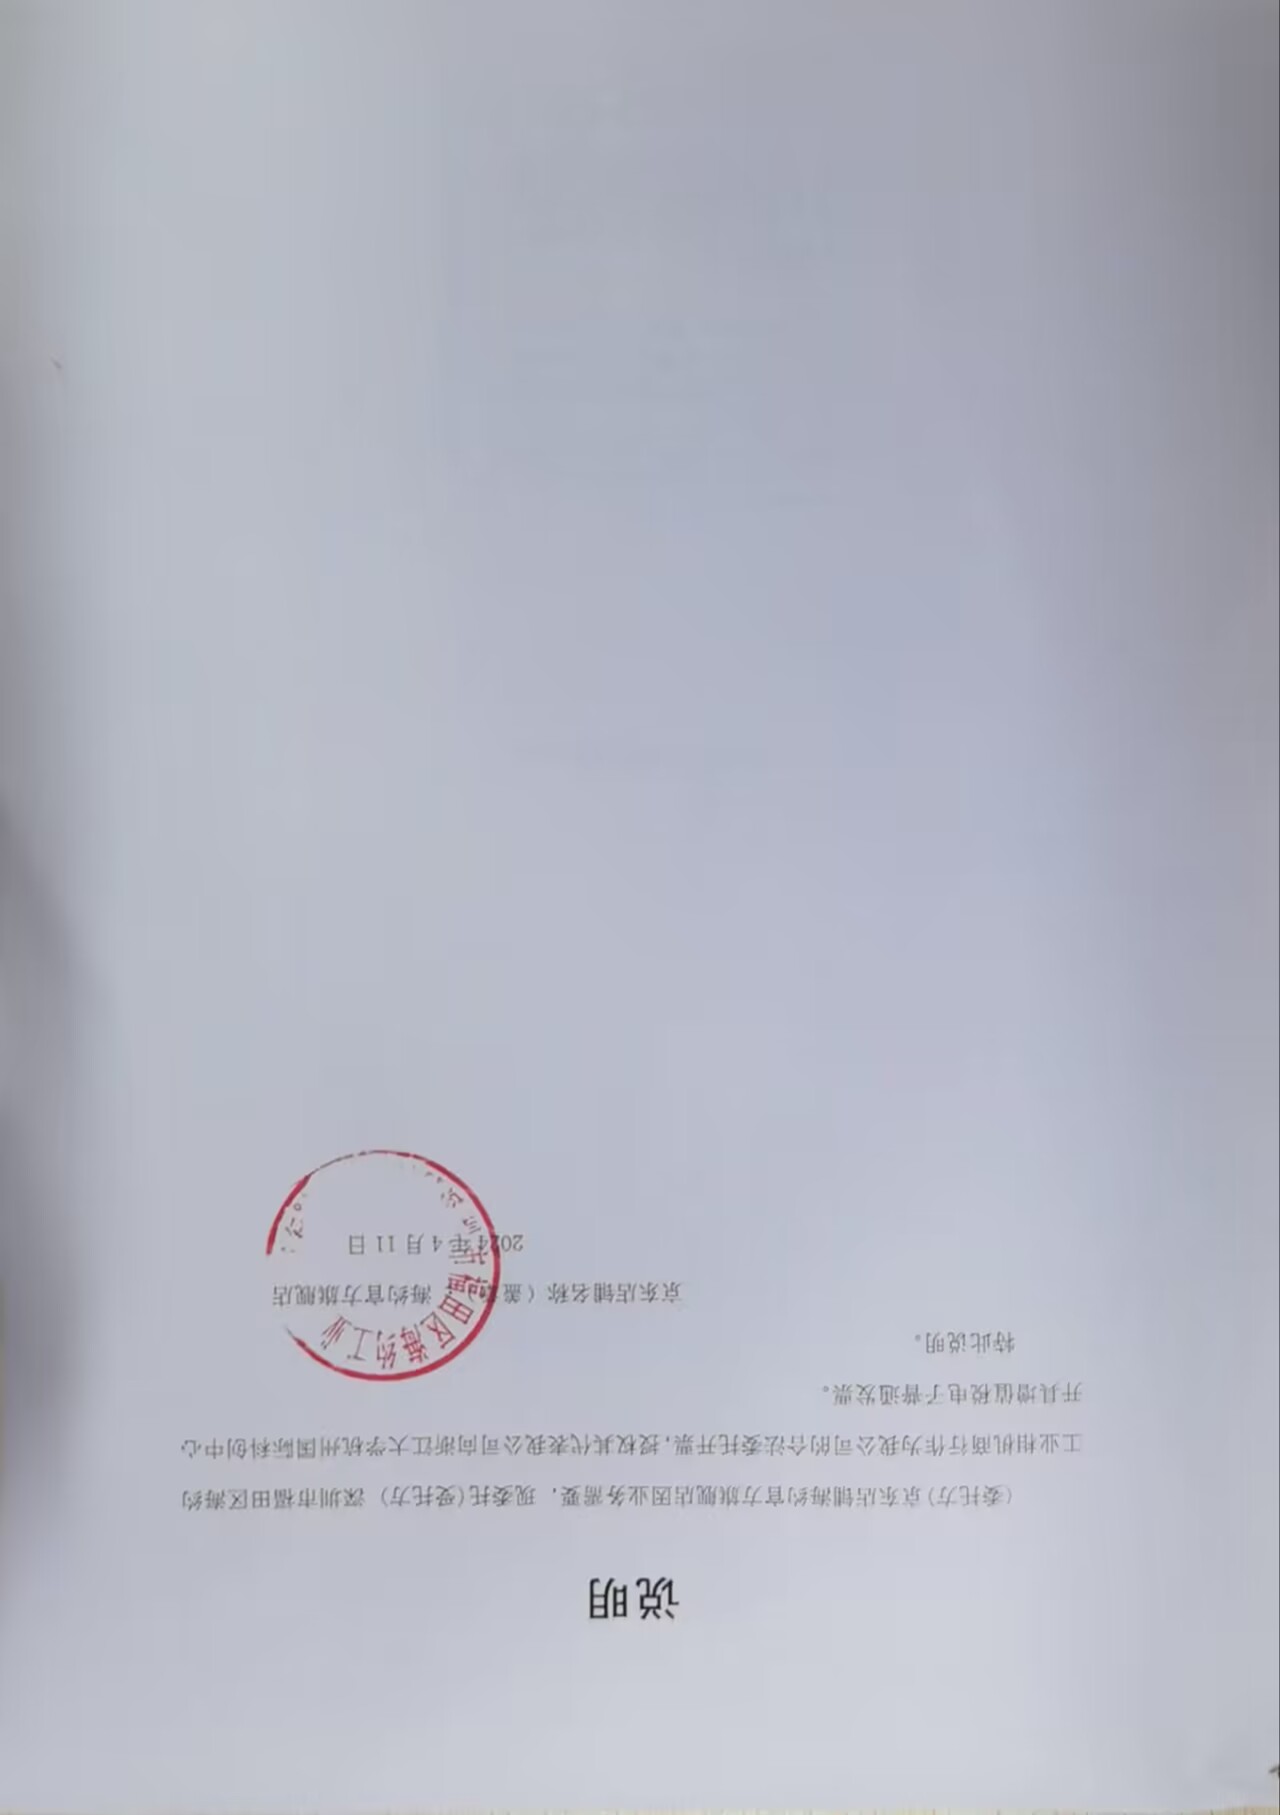 说明
(委托方)京东店铺海约官方旗舰店因业务需要，现委托(受托方) 深圳市福田区海约
工业相机商行作为我公司的合法委托开票,授权其代表我公司向浙江大学杭州国际科创中心
开具增值税电子普通发票。
特此说明。
京东店铺名称（盖 海约官方旗舰店
2024 年 4 月 11 日
圳市福田区海约工业